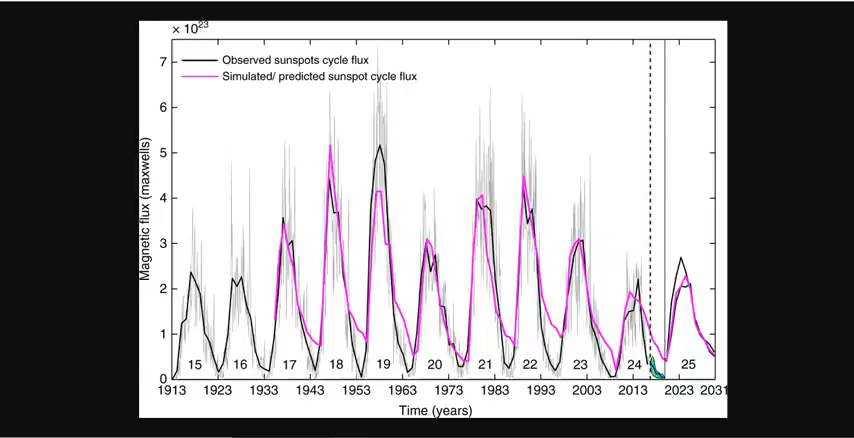 × 10²³
7
Observed sunspots cycle flux
Simulated/ predicted sunspot cycle flux
6
5
4
3
2
1
0
Magnetic flux (maxwells)
15 16 17 18 19 20 21 22 23 24 25
1913 1923 1933 1943 1953 1963 1973 1983 1993 2003 2013 2023 2031
Time (years)